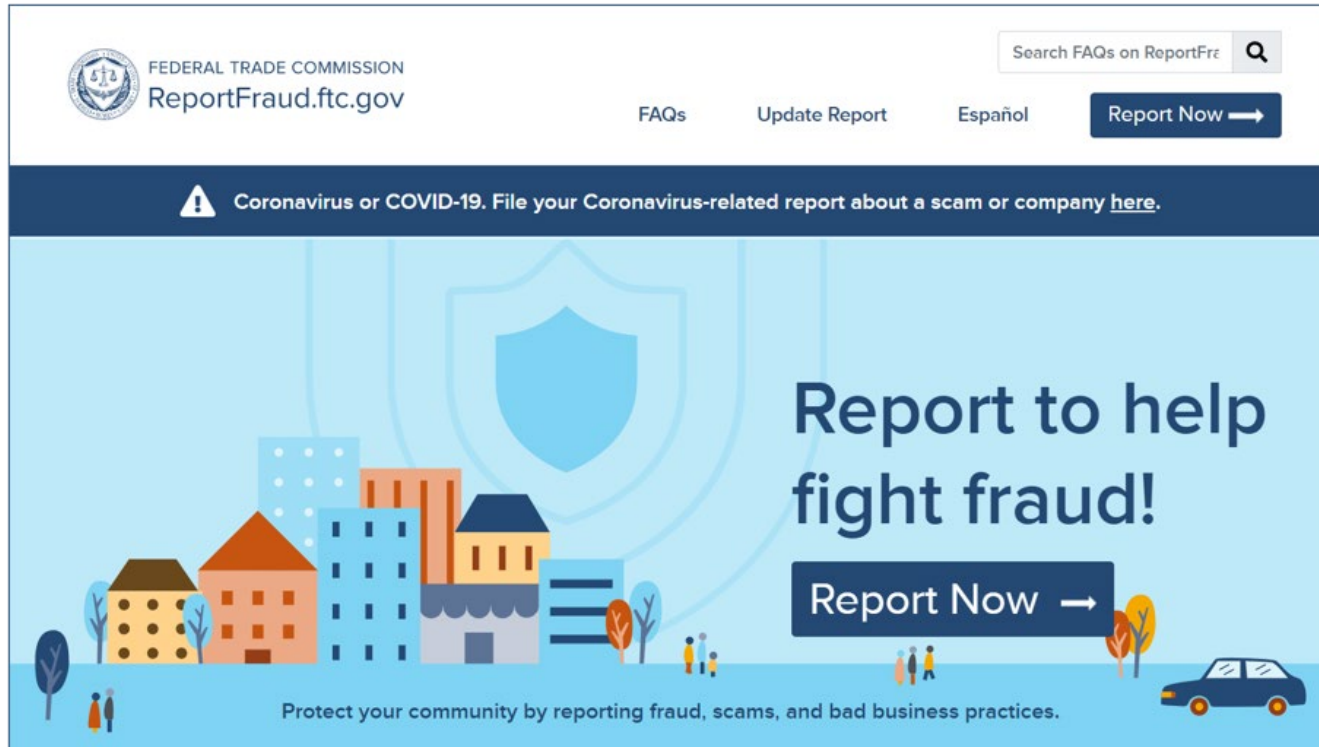 FEDERAL TRADE COMMISSION
ReportFraud.ftc.gov
Search FAQs on ReportFra
FAQs Update Report Español Report Now
Coronavirus or COVID-19. File your Coronavirus-related report about a scam or company here.
Report to help
fight fraud!
Report Now
Protect your community by reporting fraud, scams, and bad business practices.